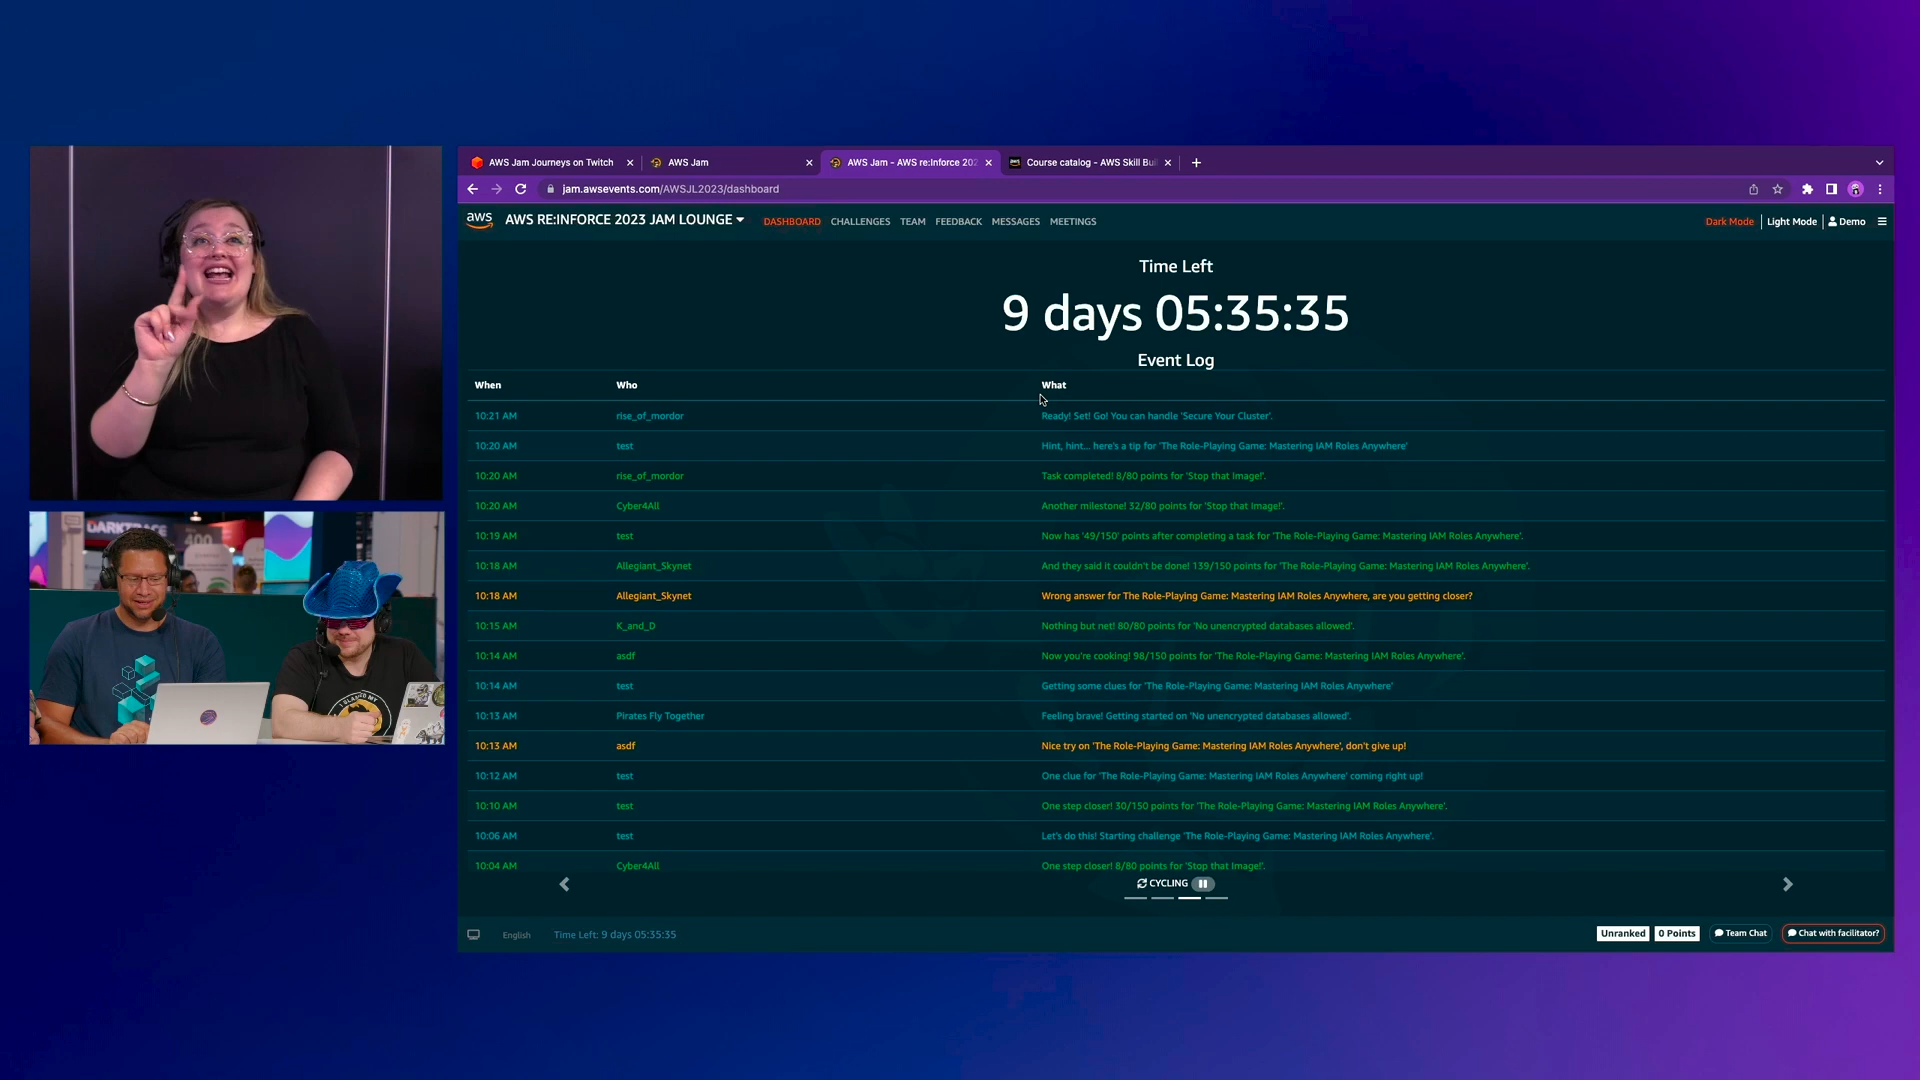 AWS Jam Journeys on Twitch
AWS Jam
AWS Jam - AWS re:Inforce 202
Course catalog - AWS Skill Bui
jam.awsevents.com/AWSJL2023/dashboard
aws
AWS RE:INFORCE 2023 JAM LOUNGE
DASHBOARD CHALLENGES TEAM FEEDBACK MESSAGES MEETINGS
Dark Mode Light Mode Demo
Time Left
9 days 05:35:35
Event Log
When Who What
10:21 AM rise_of_mordor Ready! Set! Go! You can handle 'Secure Your Cluster'.
10:20 AM test Hint, hint... here's a tip for 'The Role-Playing Game: Mastering IAM Roles Anywhere'
10:20 AM rise_of_mordor Task completed! 8/80 points for 'Stop that Image!'.
10:20 AM Cyber4All Another milestone! 32/80 points for 'Stop that Image!'.
10:19 AM test Now has '49/150' points after completing a task for 'The Role-Playing Game: Mastering IAM Roles Anywhere'.
10:18 AM Allegiant_Skynet And they said it couldn't be done! 139/150 points for 'The Role-Playing Game: Mastering IAM Roles Anywhere'.
10:18 AM Allegiant_Skynet Wrong answer for The Role-Playing Game: Mastering IAM Roles Anywhere, are you getting closer?
10:15 AM K_and_D Nothing but net! 80/80 points for 'No unencrypted databases allowed'.
10:14 AM asdf Now you're cooking! 98/150 points for 'The Role-Playing Game: Mastering IAM Roles Anywhere'.
10:14 AM test Getting some clues for 'The Role-Playing Game: Mastering IAM Roles Anywhere'
10:13 AM Pirates Fly Together Feeling brave! Getting started on 'No unencrypted databases allowed'.
10:13 AM asdf Nice try on 'The Role-Playing Game: Mastering IAM Roles Anywhere', don't give up!
10:12 AM test One clue for 'The Role-Playing Game: Mastering IAM Roles Anywhere' coming right up!
10:10 AM test One step closer! 30/150 points for 'The Role-Playing Game: Mastering IAM Roles Anywhere'.
10:06 AM test Let's do this! Starting challenge 'The Role-Playing Game: Mastering IAM Roles Anywhere'.
10:04 AM Cyber4All One step closer! 8/80 points for 'Stop that Image!'.
CYCLING
English Time Left: 9 days 05:35:35
Unranked 0 Points Team Chat Chat with facilitator?
DARKTRACE
400